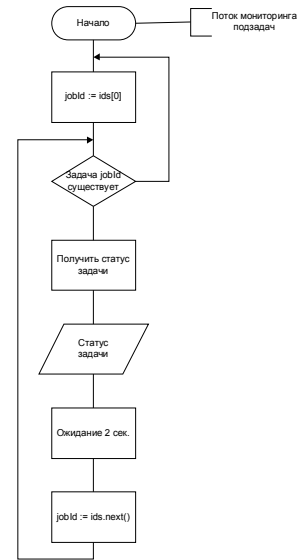 Начало
Поток мониторинга
подзадач
jobId := ids[0]
Задача jobId
существует
Получить статус
задачи
Статус
задачи
Ожидание 2 сек.
jobId := ids.next()